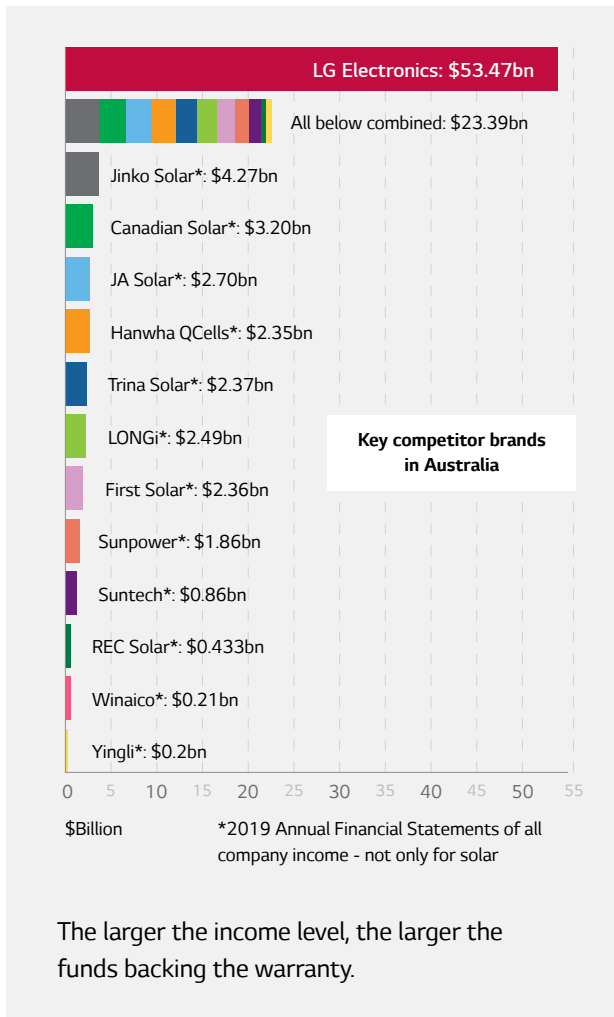 LG Electronics: $53.47bn
All below combined: $23.39bn
Jinko Solar*: $4.27bn
Canadian Solar*: $3.20bn
JA Solar*: $2.70bn
Hanwha QCells*: $2.35bn
Trina Solar*: $2.37bn
LONGi*: $2.49bn
Key competitor brands
in Australia
First Solar*: $2.36bn
Sunpower*: $1.86bn
Suntech*: $0.86bn
REC Solar*: $0.433bn
Winaico*: $0.21bn
Yingli*: $0.2bn
0 5 10 15 20 25 30 35 40 45 50 55
$Billion
*2019 Annual Financial Statements of all
company income - not only for solar
The larger the income level, the larger the
funds backing the warranty.